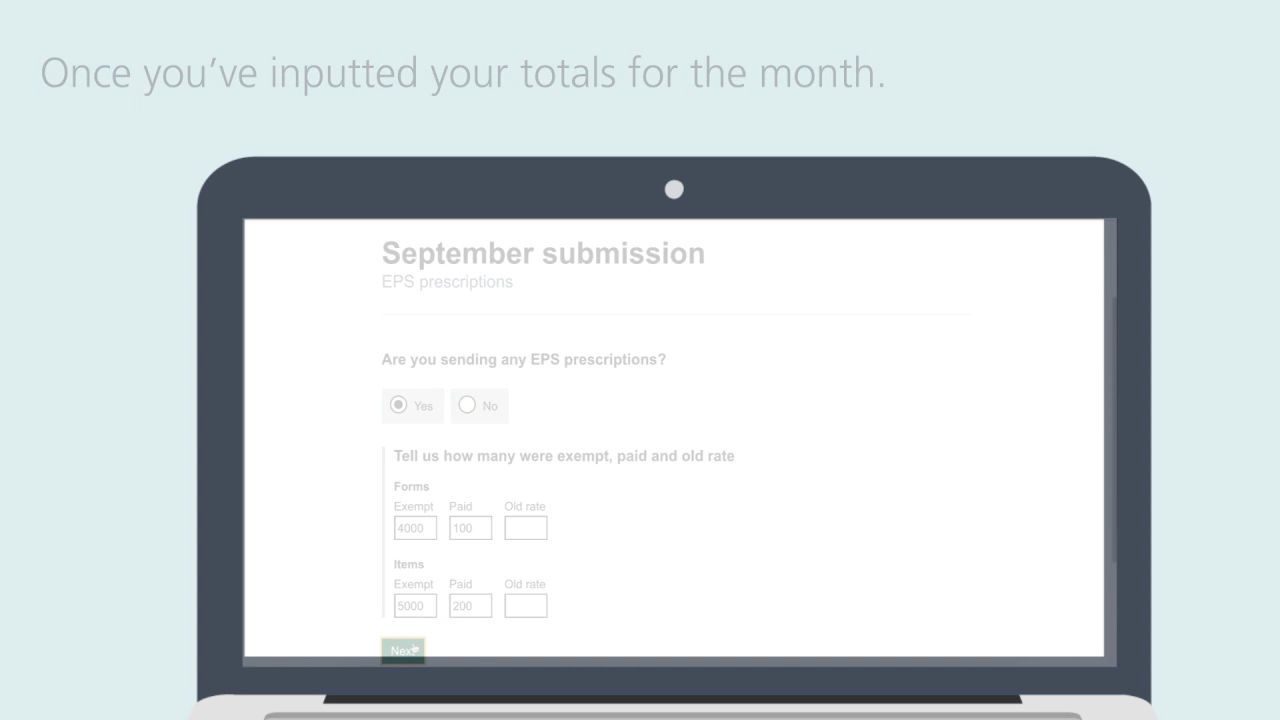 Once you've inputted your totals for the month.
September submission
EPS prescriptions
Are you sending any EPS prescriptions?
Yes No
Tell us how many were exempt, paid and old rate
Forms
Exempt Paid Old rate
4000 100
Items
Exempt Paid Old rate
5000 200
Next